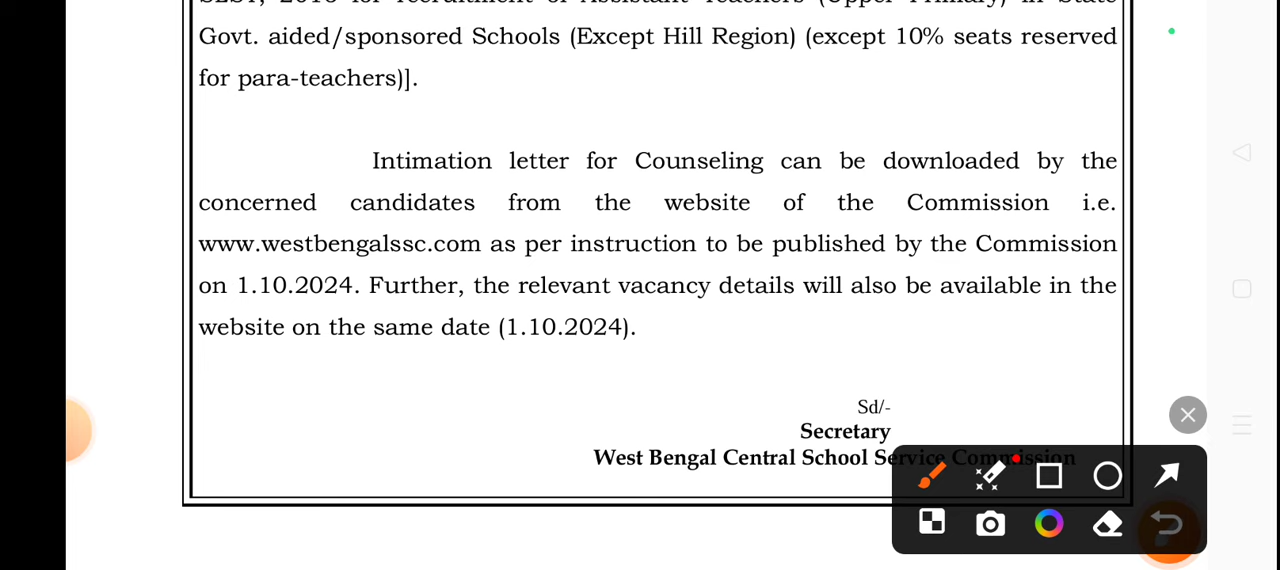 Govt. aided/sponsored Schools (Except Hill Region) (except 10% seats reserved
for para-teachers)].
Intimation letter for Counseling can be downloaded by the
concerned candidates from the website of the Commission i.e.
www.westbengalssc.com as per instruction to be published by the Commission
on 1.10.2024. Further, the relevant vacancy details will also be available in the
website on the same date (1.10.2024).
Sd/-
Secretary
West Bengal Central School Service Commission